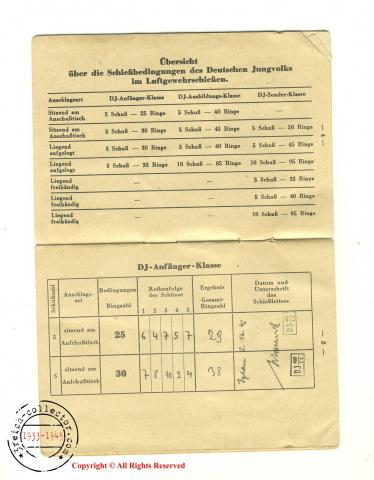 Übersicht
über die Schießbedingungen des Deutschen Jungvolks
im Luftgewehrschießen.
Anschlagsart DJ-Anfänger-Klasse DJ-Ausbildungs-Klasse DJ-Sonder-Klasse
Sitzend am Anschußtisch 5 Schuß — 25 Ringe 5 Schuß — 40 Ringe
Sitzend am Anschußtisch 5 Schuß — 30 Ringe 5 Schuß — 45 Ringe 5 Schuß — 50 Ringe
Liegend aufgelegt 5 Schuß — 30 Ringe 5 Schuß — 40 Ringe 5 Schuß — 45 Ringe
Liegend aufgelegt 5 Schuß — 35 Ringe 10 Schuß — 85 Ringe 10 Schuß — 95 Ringe
Liegend freihändig — — 5 Schuß — 35 Ringe
Liegend freihändig — — 5 Schuß — 40 Ringe
Liegend freihändig — — 10 Schuß — 85 Ringe
— 4 —
DJ-Anfänger-Klasse
Schußzahl Anschlags-art Bedingungen Ringzahl Reihenfolge der Schüsse 1 2 3 4 5 Ergebnis Gesamt-Ringzahl Datum und Unterschrift des Schießleiters
5 sitzend am Anschußtisch 25 6 4 7 5 7 29
5 sitzend am Anschußtisch 30 7 8 10 9 4 38
— 5 —
3reich-collector.com
1933-1945
Copyright © All Rights Reserved